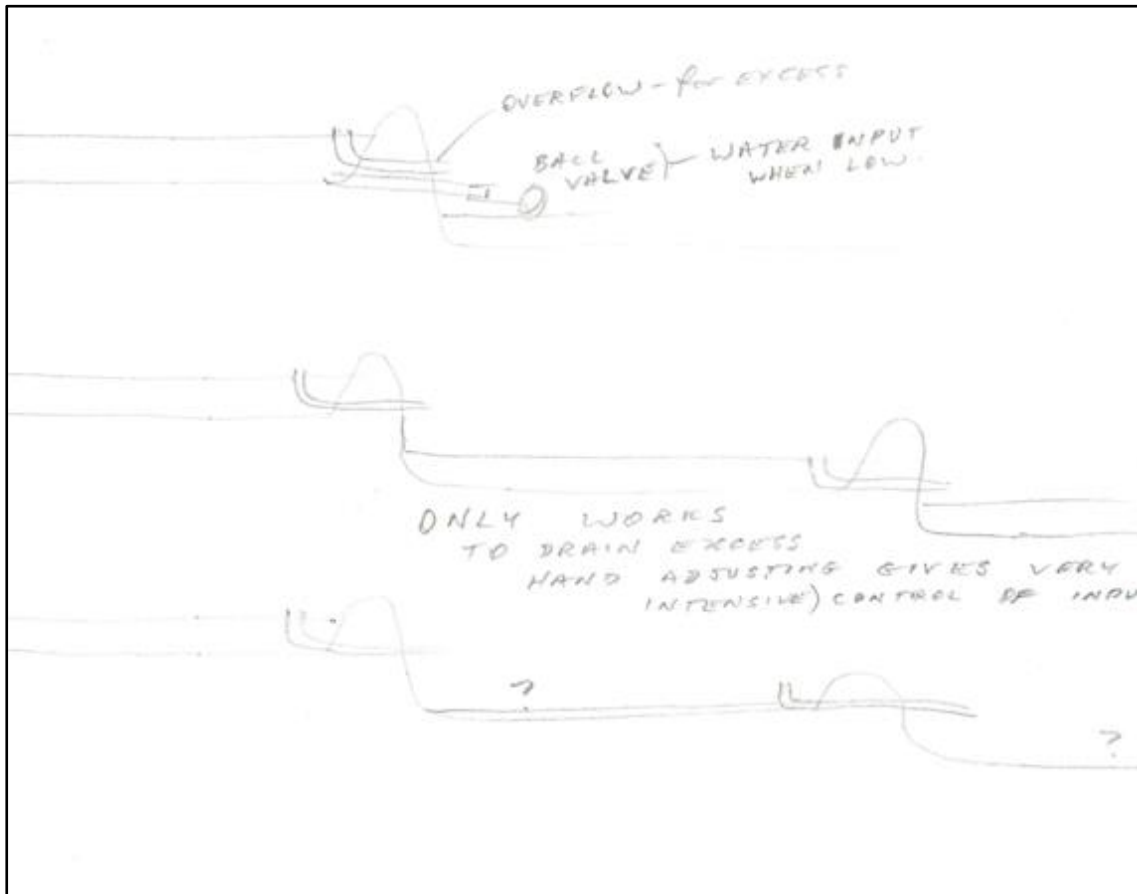 OVERFLOW - for EXCESS
BALL
VALVE } WATER INPUT
WHEN LOW.
ONLY WORKS
TO DRAIN EXCESS
HAND ADJUSTING GIVES VERY
INTENSIVE) CONTROL OF INPU
?
?